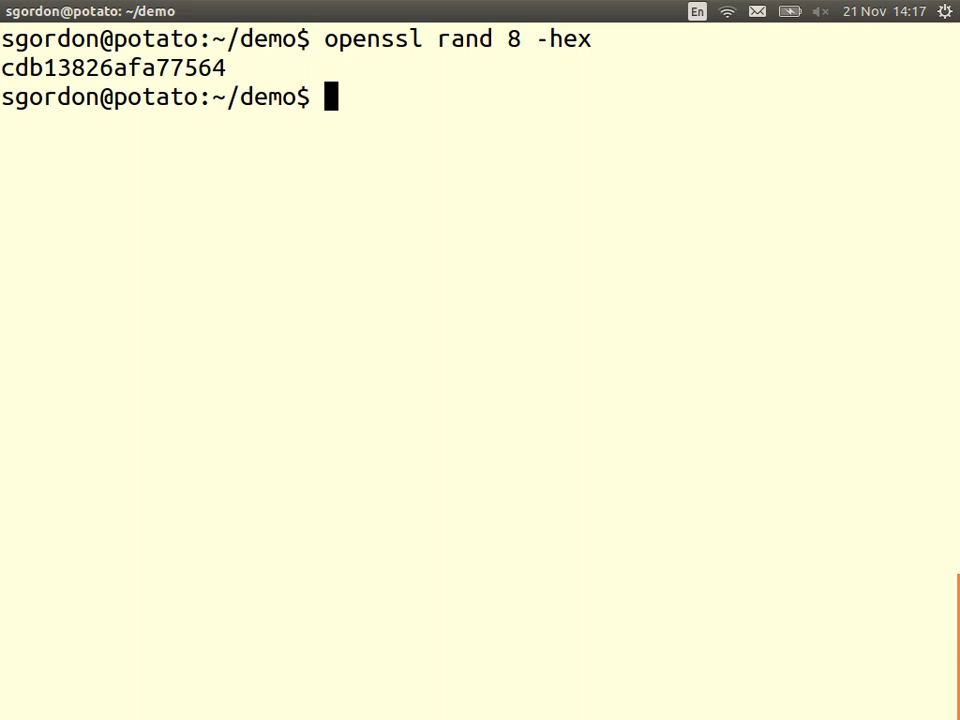 sgordon@potato: ~/demo
En
21 Nov 14:17
sgordon@potato:~/demo$ openssl rand 8 -hex
cdb13826afa77564
sgordon@potato:~/demo$